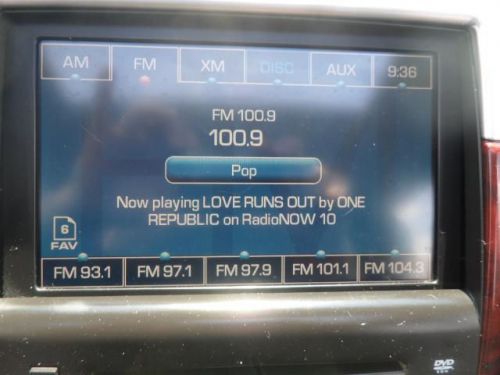 AM FM XM DISC AUX 9:36
FM 100.9
100.9
Pop
Now playing LOVE RUNS OUT by ONE
REPUBLIC on RadioNOW 10
6
FAV
FM 93.1 FM 97.1 FM 97.9 FM 101.1 FM 104.3
DVD